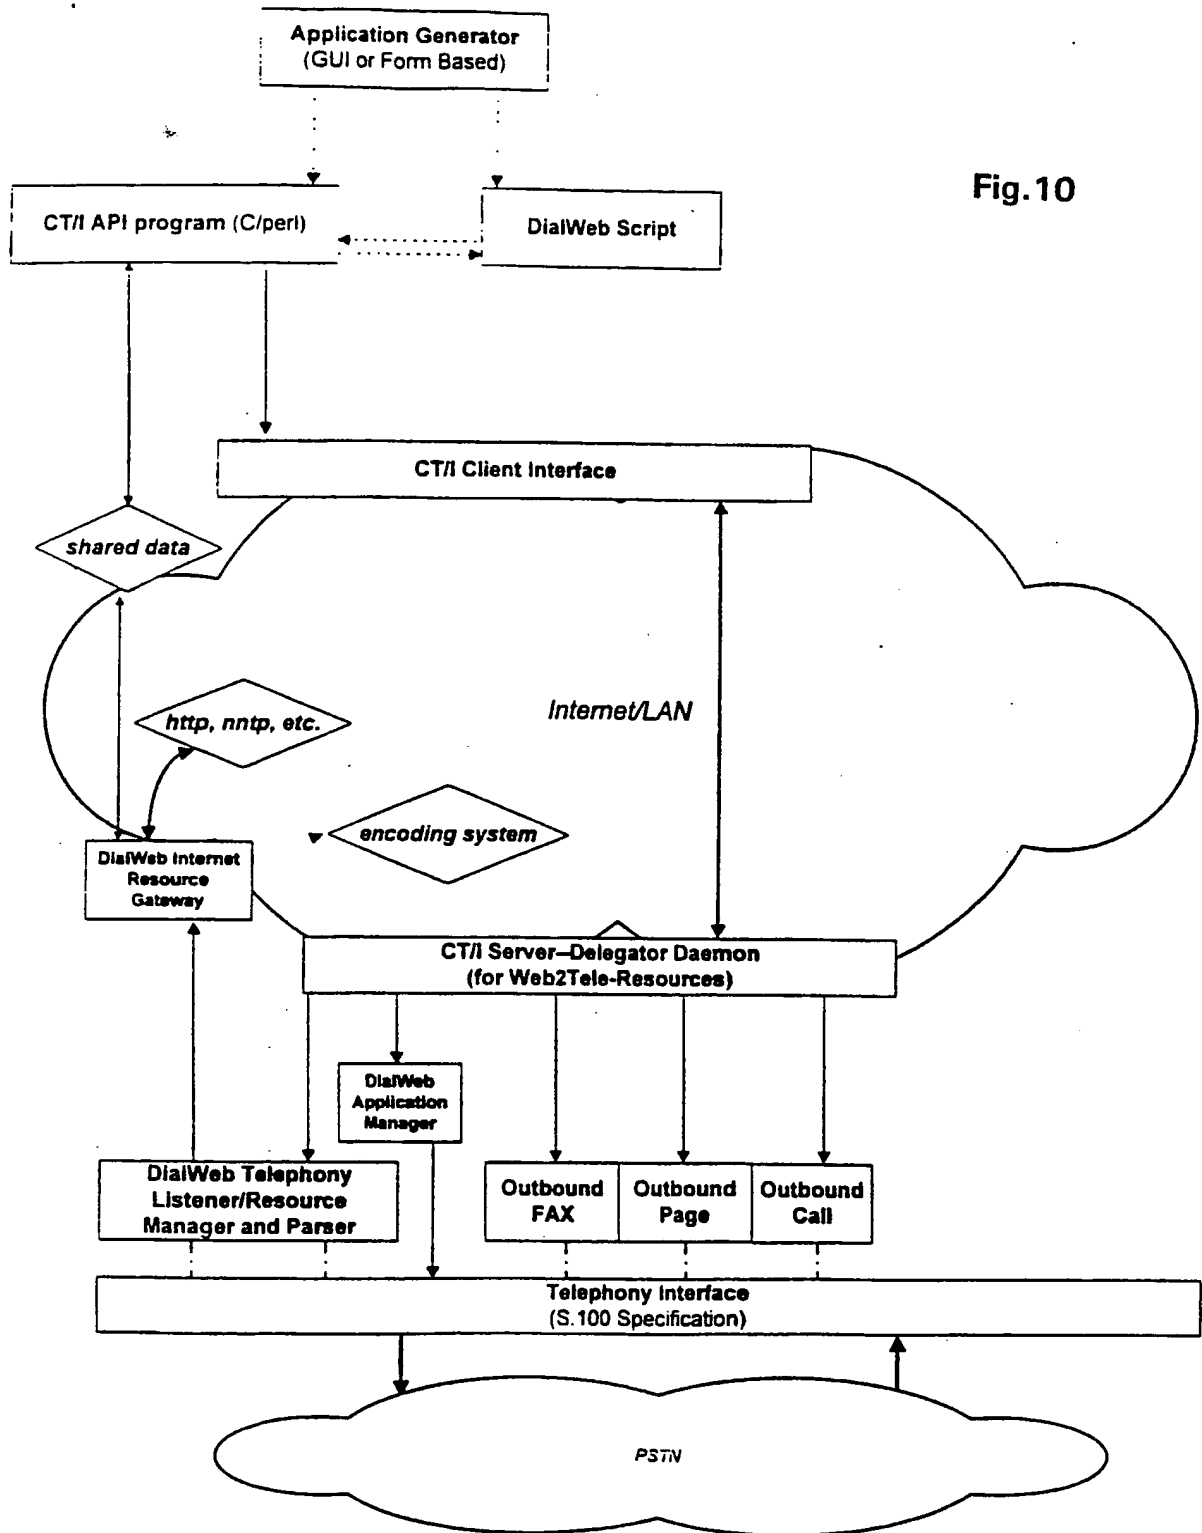 Application Generator
(GUI or Form Based)
Fig.10
CT/I API program (C/perl)
DialWeb Script
CT/I Client Interface
shared data
Internet/LAN
http, nntp, etc.
encoding system
DialWeb Internet
Resource
Gateway
CT/I Server–Delegator Daemon
(for Web2Tele-Resources)
DialWeb
Application
Manager
DialWeb Telephony
Listener/Resource
Manager and Parser
Outbound
FAX
Outbound
Page
Outbound
Call
Telephony Interface
(S.100 Specification)
PSTN